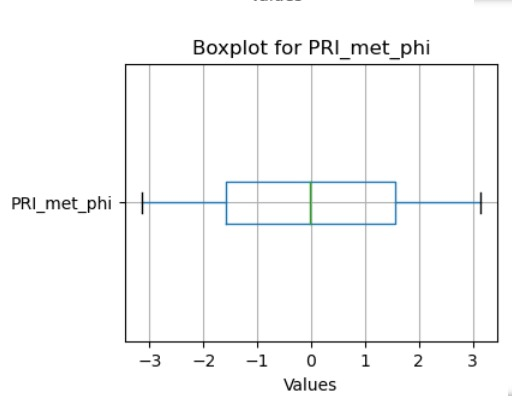 Boxplot for PRI_met_phi
PRI_met_phi
−3 −2 −1 0 1 2 3
Values